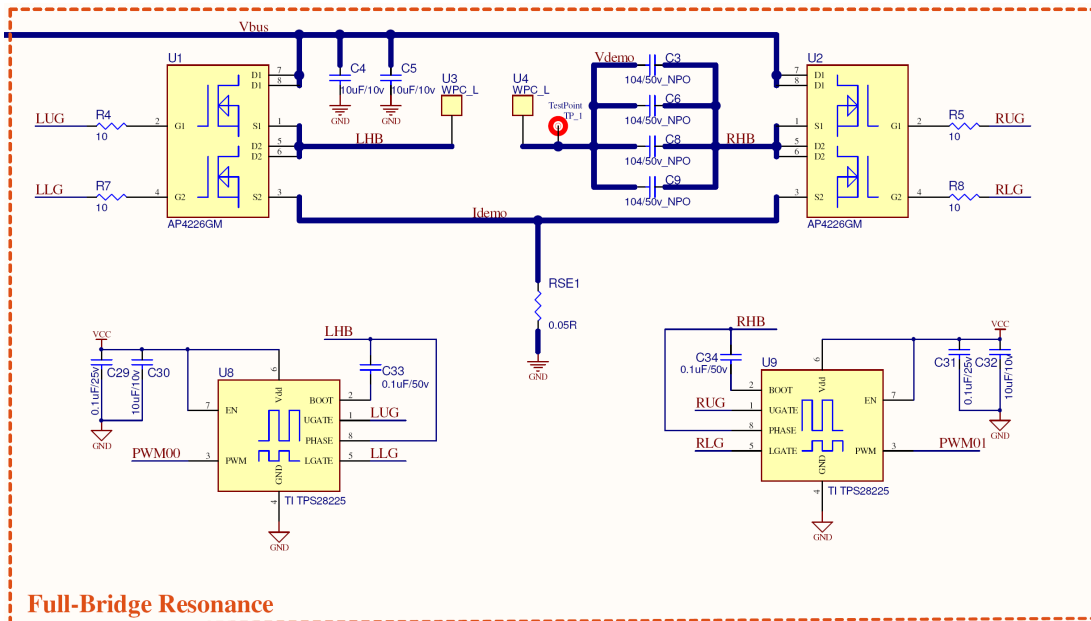 Vbus
U1
D1 7
D1 8
S1 1
D2 5
D2 6
S2 3
2 G1
4 G2
AP4226GM
LUG
R4
10
LLG
R7
10
C4
10uF/10v
GND
C5
10uF/10v
GND
U3
WPC_L
LHB
U4
WPC_L
TestPoint
TP_1
Vdemo
C3
104/50v_NPO
C6
104/50v_NPO
C8
104/50v_NPO
C9
104/50v_NPO
RHB
U2
7 D1
8 D1
1 S1
5 D2
6 D2
3 S2
G1 2
G2 4
AP4226GM
R5
10
RUG
R8
10
RLG
Idemo
RSE1
0.05R
GND
VCC
C29
0.1uF/25v
C30
10uF/10v
GND
LHB
C33
0.1uF/50v
U8
6
Vdd
7 EN
BOOT 2
UGATE 1
LUG
PHASE 8
PWM00
3 PWM
LGATE 5
LLG
GND
4
TI TPS28225
GND
RHB
C34
0.1uF/50v
U9
6
Vdd
2 BOOT
EN 7
RUG
1 UGATE
8 PHASE
RLG
5 LGATE
PWM 3
PWM01
GND
4
TI TPS28225
GND
VCC
C31
0.1uF/25v
C32
10uF/10v
GND
Full-Bridge Resonance